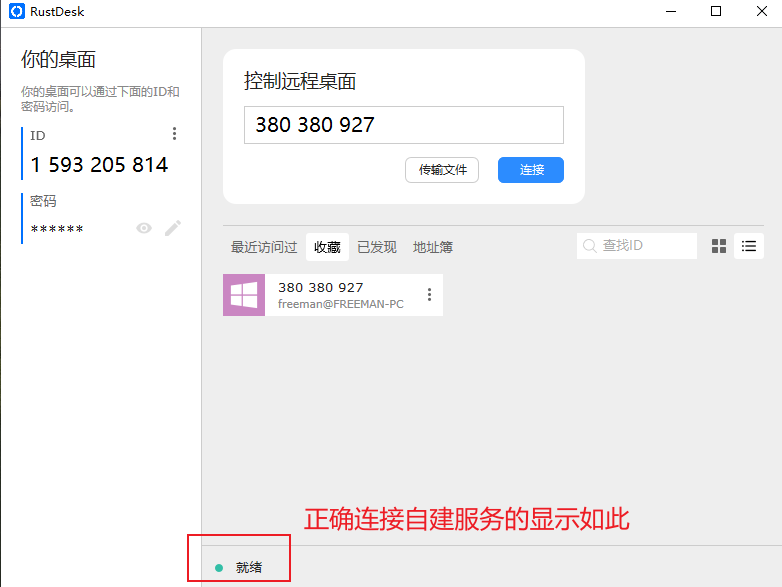 RustDesk
你的桌面
你的桌面可以通过下面的ID和
密码访问。
ID
1 593 205 814
密码
******
控制远程桌面
380 380 927
传输文件
连接
最近访问过
收藏
已发现
地址簿
查找ID
380 380 927
freeman@FREEMAN-PC
正确连接自建服务的显示如此
就绪